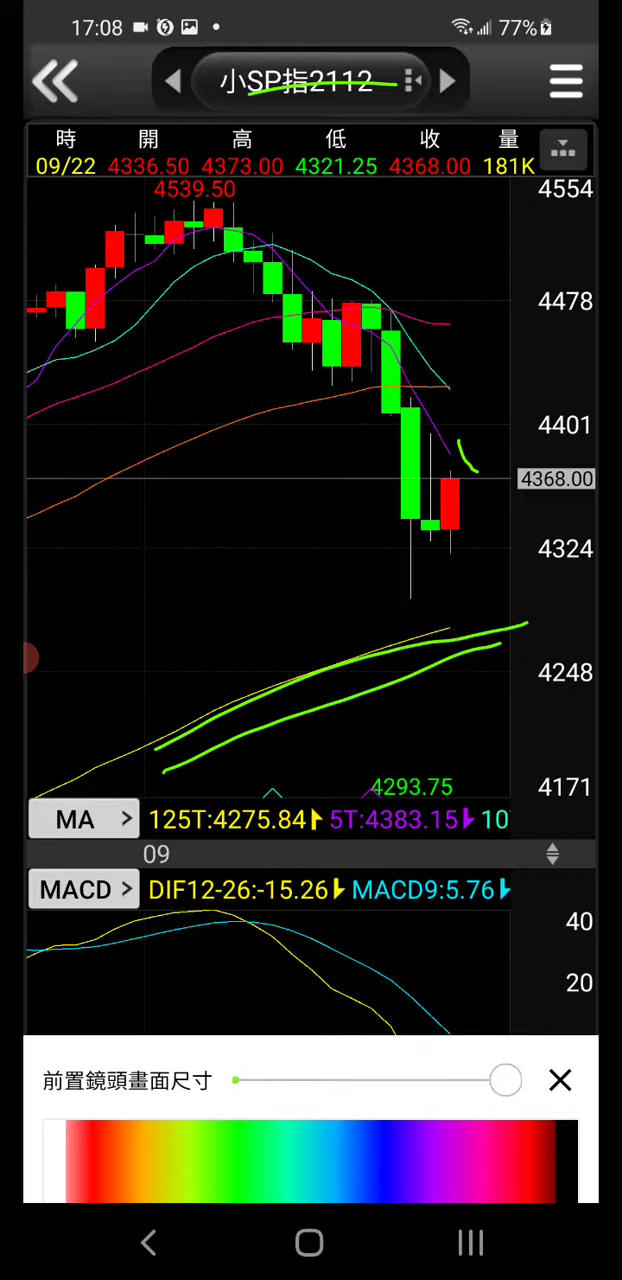 17:08 77%
小SP指2112
時 開 高 低 收 量
09/22 4336.50 4373.00 4321.25 4368.00 181K
4539.50
4554
4478
4401
4368.00
4324
4248
4293.75
4171
MA > 125T:4275.84 5T:4383.15 10
09
MACD > DIF12-26:-15.26 MACD9:5.76
40
20
前置鏡頭畫面尺寸